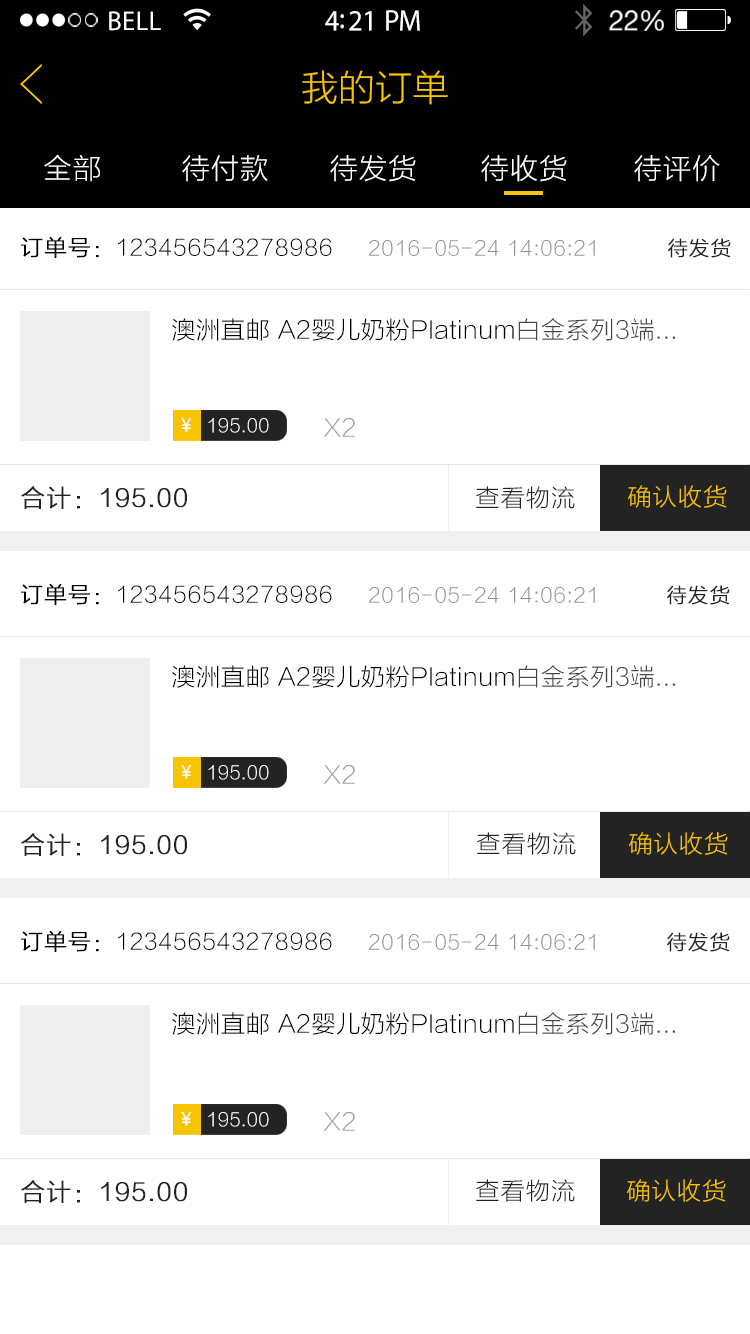 BELL 4:21 PM 22%
我的订单
全部 待付款 待发货 待收货 待评价
订单号：123456543278986 2016-05-24 14:06:21 待发货
澳洲直邮 A2婴儿奶粉Platinum白金系列3端...
¥ 195.00 X2
合计：195.00 查看物流 确认收货
订单号：123456543278986 2016-05-24 14:06:21 待发货
澳洲直邮 A2婴儿奶粉Platinum白金系列3端...
¥ 195.00 X2
合计：195.00 查看物流 确认收货
订单号：123456543278986 2016-05-24 14:06:21 待发货
澳洲直邮 A2婴儿奶粉Platinum白金系列3端...
¥ 195.00 X2
合计：195.00 查看物流 确认收货